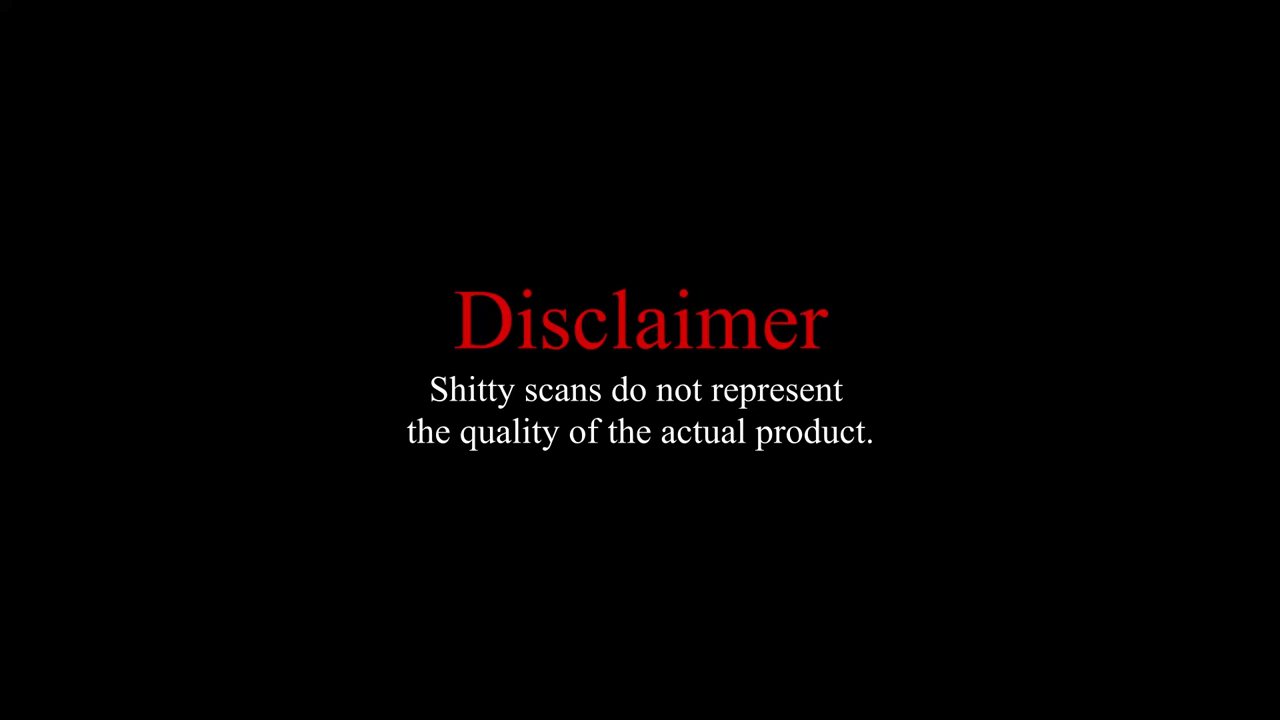 Disclaimer
Shitty scans do not represent
the quality of the actual product.